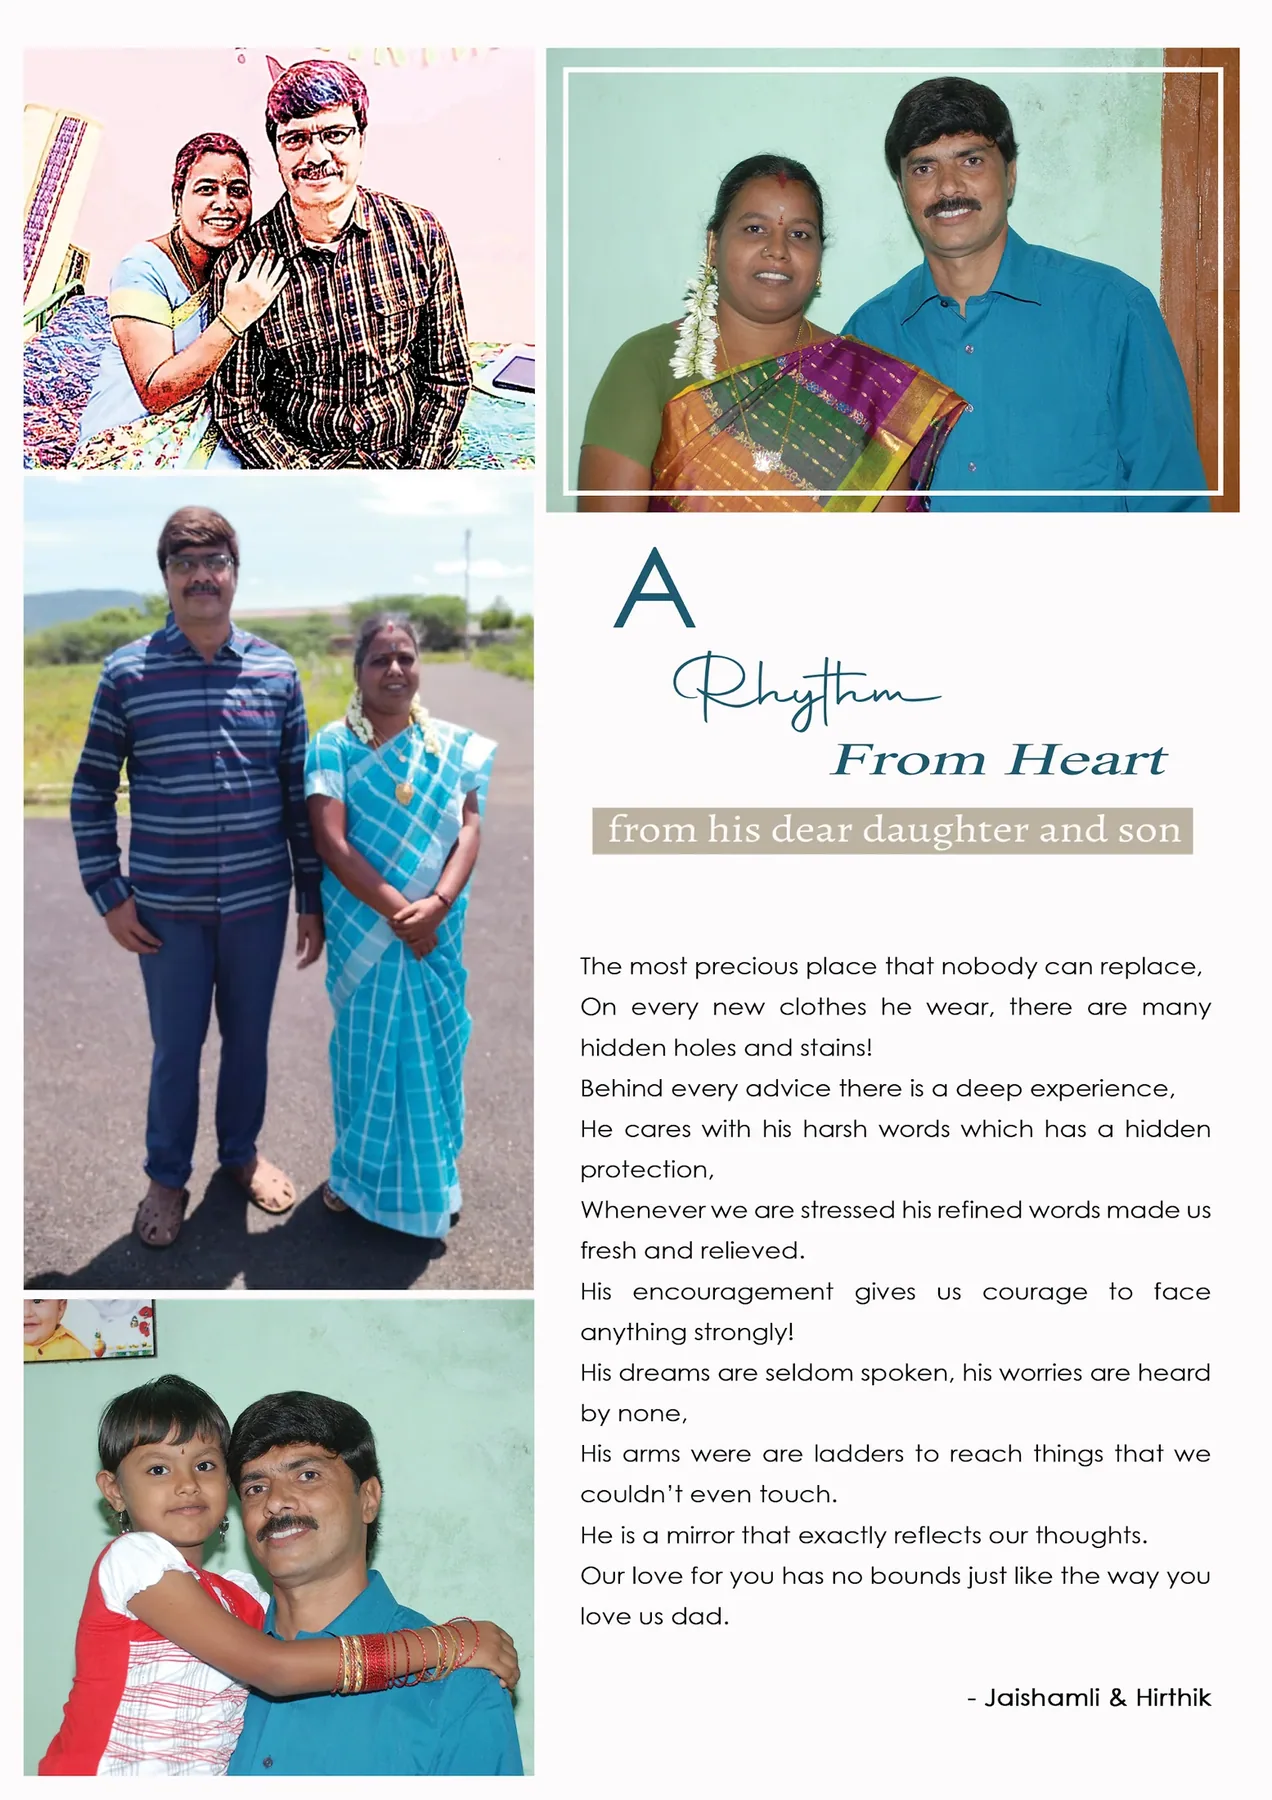 A
Rhythm
From Heart
from his dear daughter and son
The most precious place that nobody can replace,
On every new clothes he wear, there are many
hidden holes and stains!
Behind every advice there is a deep experience,
He cares with his harsh words which has a hidden
protection,
Whenever we are stressed his refined words made us
fresh and relieved.
His encouragement gives us courage to face
anything strongly!
His dreams are seldom spoken, his worries are heard
by none,
His arms were are ladders to reach things that we
couldn't even touch.
He is a mirror that exactly reflects our thoughts.
Our love for you has no bounds just like the way you
love us dad.
- Jaishamli & Hirthik